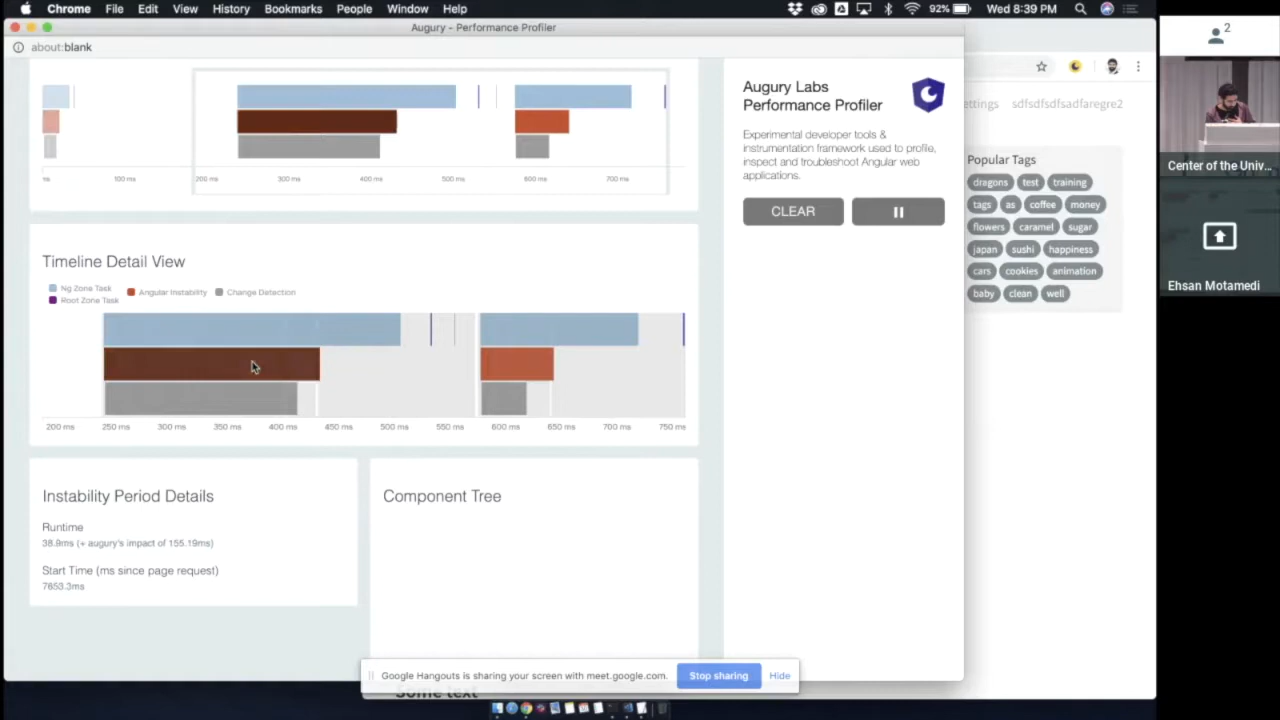 Chrome File Edit View History Bookmarks People Window Help 92% Wed 8:39 PM
Augury - Performance Profiler
about:blank
100 ms 200 ms 300 ms 400 ms 500 ms 600 ms 700 ms
Timeline Detail View
Ng Zone Task Angular Instability Change Detection
Root Zone Task
200 ms 250 ms 300 ms 350 ms 400 ms 450 ms 500 ms 550 ms 600 ms 650 ms 700 ms 750 ms
Instability Period Details
Runtime
38.9ms (+ augury's impact of 155.19ms)
Start Time (ms since page request)
7653.3ms
Component Tree
Augury Labs
Performance Profiler
Experimental developer tools &
instrumentation framework used to profile,
inspect and troubleshoot Angular web
applications.
CLEAR
ettings sdfsdfsdfsadfaregre2
Popular Tags
dragons test training
tags as coffee money
flowers caramel sugar
japan sushi happiness
cars cookies animation
baby clean well
2
Center of the Univ...
Ehsan Motamedi
Google Hangouts is sharing your screen with meet.google.com. Stop sharing Hide
Some text